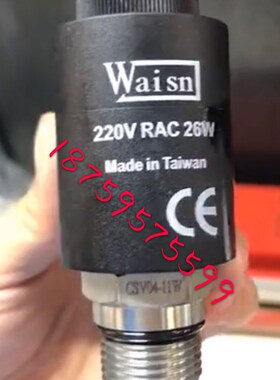 Waisn
220V RAC 26W
Made in Taiwan
CE
18759575599
CSV04-11W